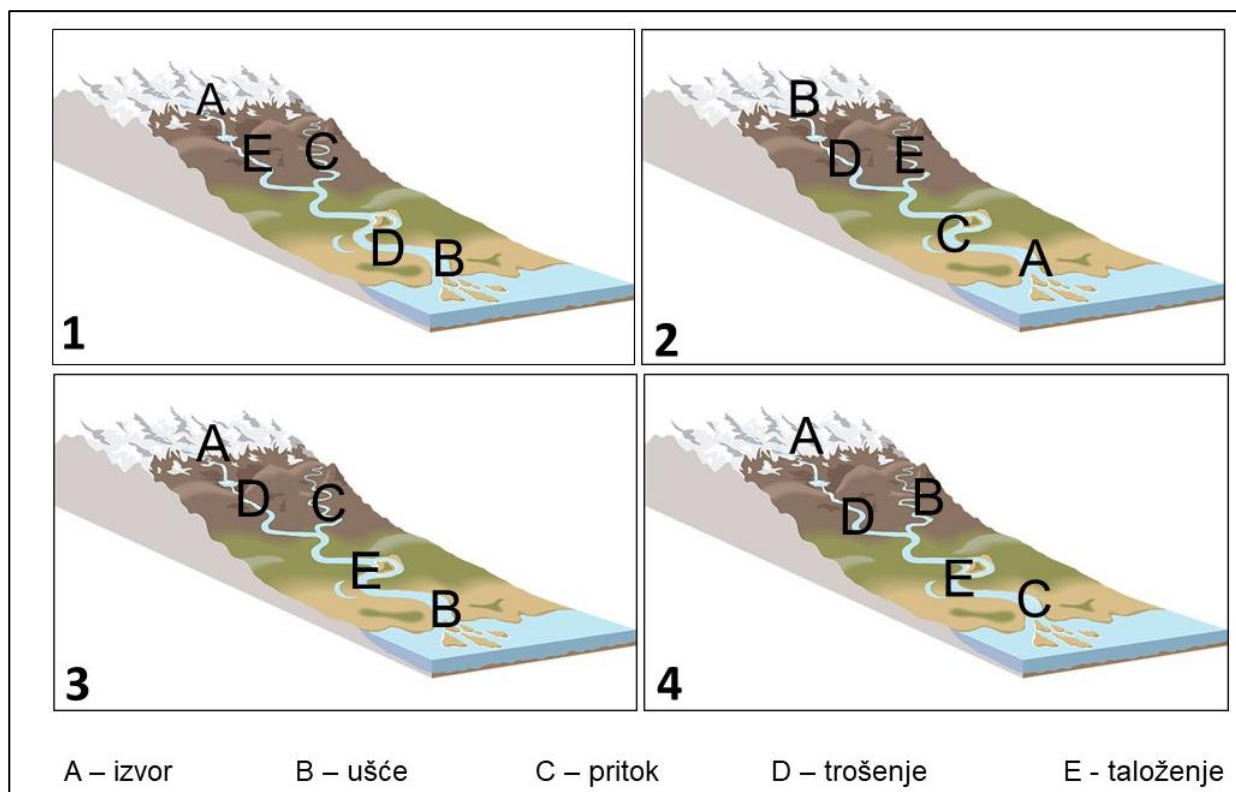 A
E
C
D
B
1
B
D
E
C
A
2
A
D
C
E
B
3
A
B
D
E
C
4
A – izvor B – ušće C – pritok D – trošenje E - taloženje